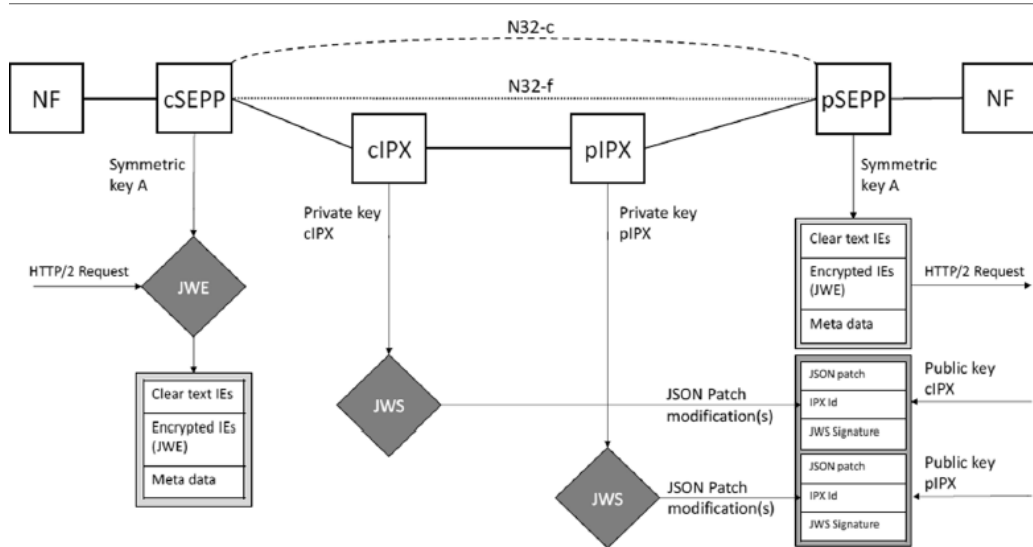 N32-c
NF
cSEPP
N32-f
pSEPP
NF
cIPX
pIPX
Symmetric
key A
Private key
cIPX
Private key
pIPX
Symmetric
key A
HTTP/2 Request
JWE
Clear text IEs
Encrypted IEs
(JWE)
Meta data
HTTP/2 Request
Clear text IEs
Encrypted IEs
(JWE)
Meta data
JWS
JSON Patch
modification(s)
JSON patch
IPX Id
JWS Signature
Public key
cIPX
JWS
JSON Patch
modification(s)
JSON patch
IPX Id
JWS Signature
Public key
pIPX